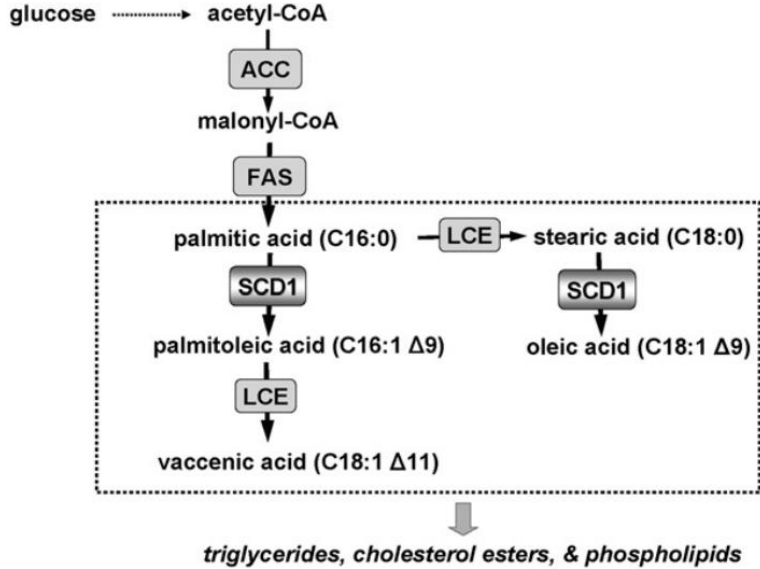 glucose acetyl-CoA
ACC
malonyl-CoA
FAS
palmitic acid (C16:0) LCE stearic acid (C18:0)
SCD1 SCD1
palmitoleic acid (C16:1 Δ9) oleic acid (C18:1 Δ9)
LCE
vaccenic acid (C18:1 Δ11)
triglycerides, cholesterol esters, & phospholipids